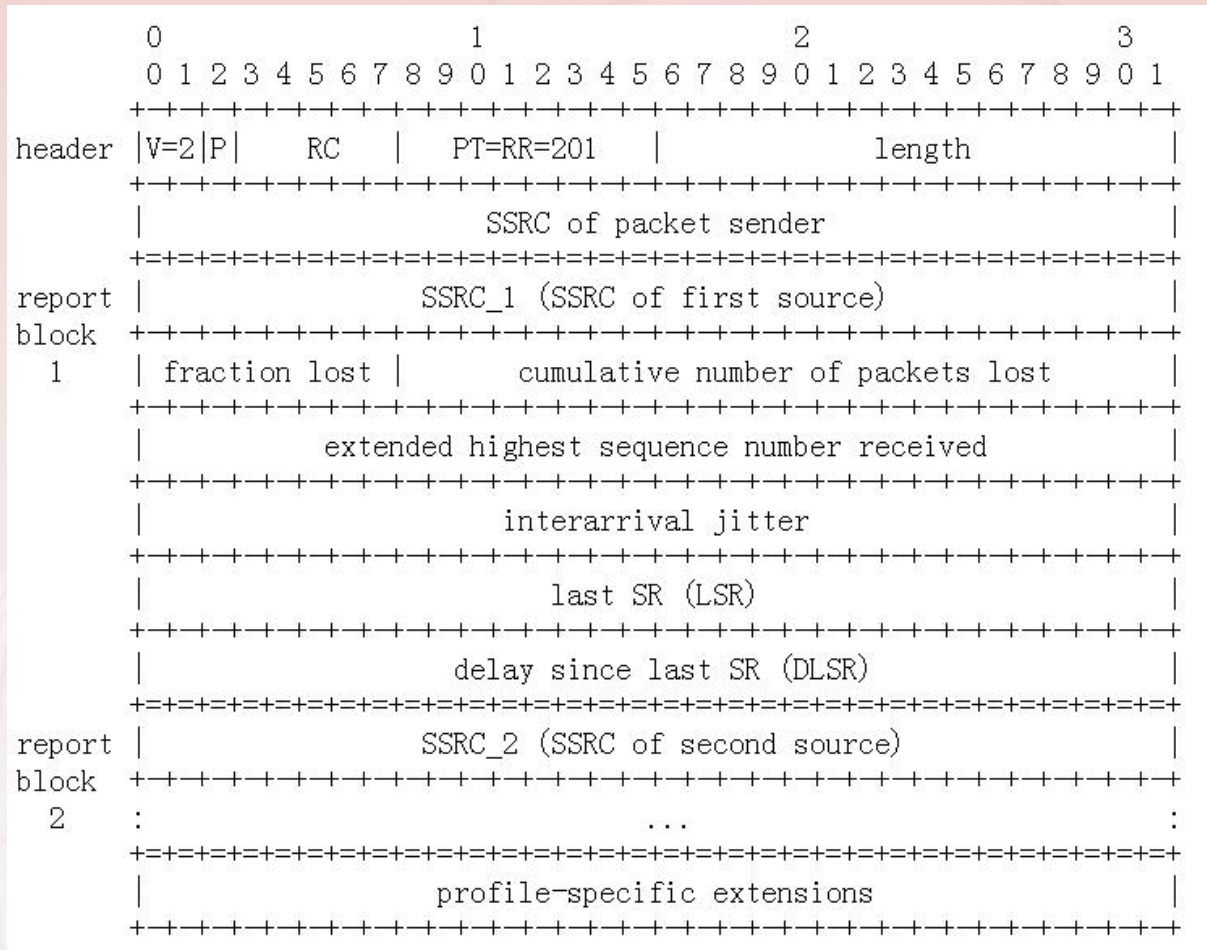 0                   1                   2                   3
0 1 2 3 4 5 6 7 8 9 0 1 2 3 4 5 6 7 8 9 0 1 2 3 4 5 6 7 8 9 0 1
+-+-+-+-+-+-+-+-+-+-+-+-+-+-+-+-+-+-+-+-+-+-+-+-+-+-+-+-+-+-+-+-+
header |V=2|P|    RC   |   PT=RR=201   |             length            |
+-+-+-+-+-+-+-+-+-+-+-+-+-+-+-+-+-+-+-+-+-+-+-+-+-+-+-+-+-+-+-+-+
|                     SSRC of packet sender                     |
+=+=+=+=+=+=+=+=+=+=+=+=+=+=+=+=+=+=+=+=+=+=+=+=+=+=+=+=+=+=+=+=+
report |                 SSRC_1 (SSRC of first source)                 |
block  +-+-+-+-+-+-+-+-+-+-+-+-+-+-+-+-+-+-+-+-+-+-+-+-+-+-+-+-+-+-+-+-+
1    | fraction lost |       cumulative number of packets lost       |
+-+-+-+-+-+-+-+-+-+-+-+-+-+-+-+-+-+-+-+-+-+-+-+-+-+-+-+-+-+-+-+-+
|           extended highest sequence number received           |
+-+-+-+-+-+-+-+-+-+-+-+-+-+-+-+-+-+-+-+-+-+-+-+-+-+-+-+-+-+-+-+-+
|                      interarrival jitter                      |
+-+-+-+-+-+-+-+-+-+-+-+-+-+-+-+-+-+-+-+-+-+-+-+-+-+-+-+-+-+-+-+-+
|                         last SR (LSR)                         |
+-+-+-+-+-+-+-+-+-+-+-+-+-+-+-+-+-+-+-+-+-+-+-+-+-+-+-+-+-+-+-+-+
|                   delay since last SR (DLSR)                  |
+=+=+=+=+=+=+=+=+=+=+=+=+=+=+=+=+=+=+=+=+=+=+=+=+=+=+=+=+=+=+=+=+
report |                 SSRC_2 (SSRC of second source)                |
block  +-+-+-+-+-+-+-+-+-+-+-+-+-+-+-+-+-+-+-+-+-+-+-+-+-+-+-+-+-+-+-+-+
2    :                               ...                             :
+=+=+=+=+=+=+=+=+=+=+=+=+=+=+=+=+=+=+=+=+=+=+=+=+=+=+=+=+=+=+=+=+
|                  profile-specific extensions                  |
+-+-+-+-+-+-+-+-+-+-+-+-+-+-+-+-+-+-+-+-+-+-+-+-+-+-+-+-+-+-+-+-+